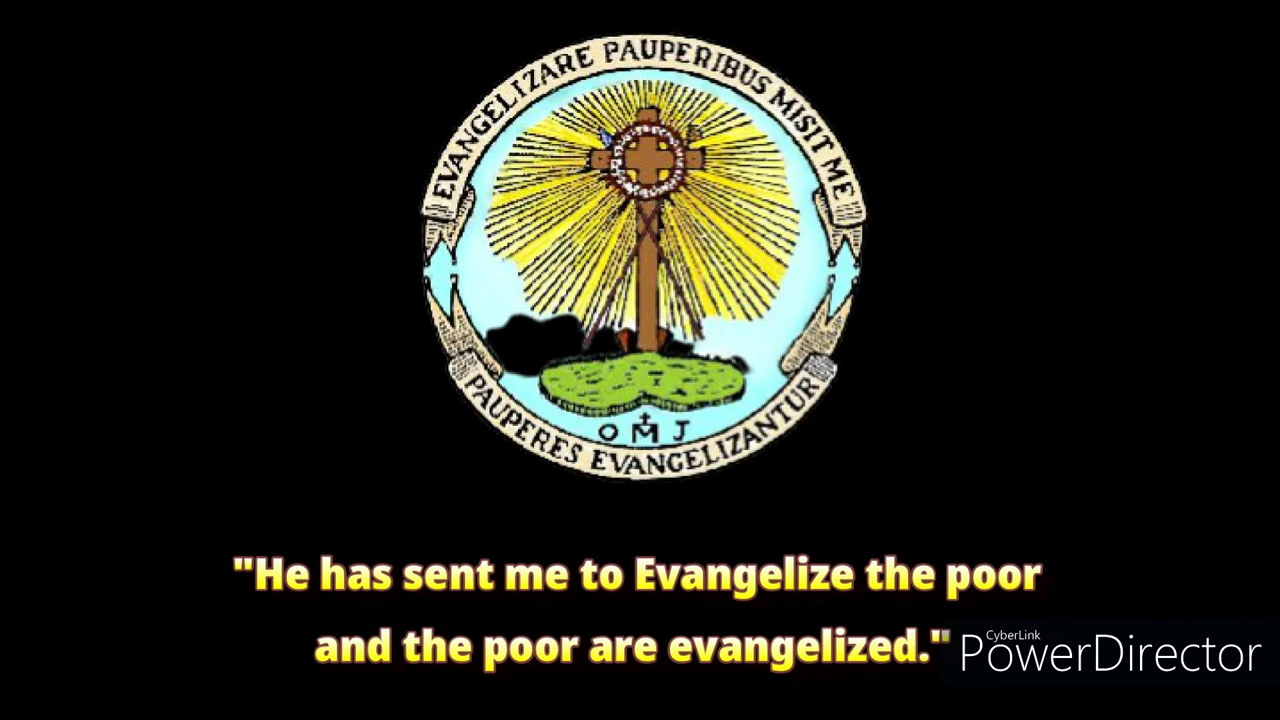 EVANGELIZARE PAUPERIBUS MISIT ME
O M J
PAUPERES EVANGELIZANTUR
"He has sent me to Evangelize the poor
and the poor are evangelized."
CyberLink
PowerDirector